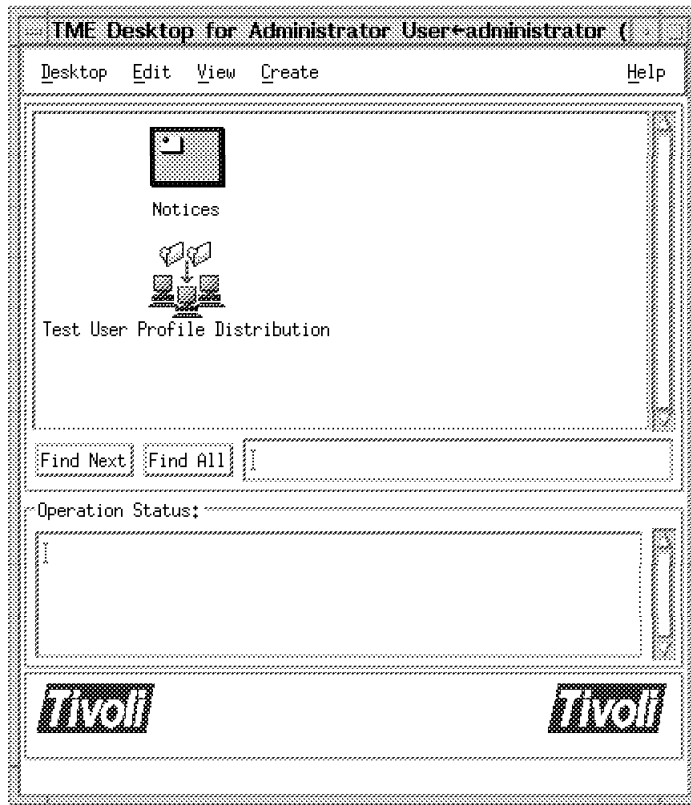 TME Desktop for Administrator User←administrator (
Desktop Edit View Create Help
Notices
Test User Profile Distribution
Find Next Find All
Operation Status:
Tivoli Tivoli